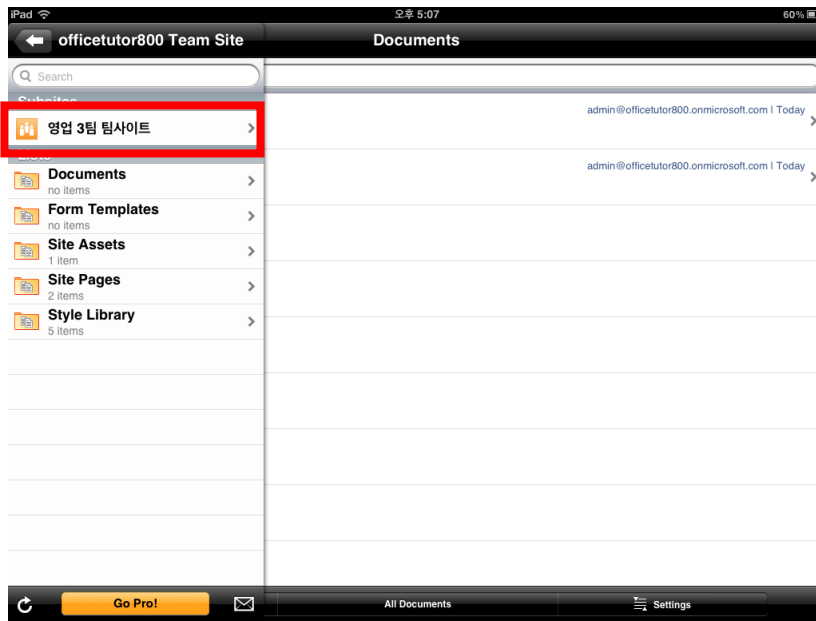 iPad 오후 5:07 60%
officetutor800 Team Site Documents
Search
Subsites
영업 3팀 팀사이트
Lists
Documents
no items
Form Templates
no items
Site Assets
1 item
Site Pages
2 items
Style Library
5 items
admin@officetutor800.onmicrosoft.com | Today
admin@officetutor800.onmicrosoft.com | Today
Go Pro! All Documents Settings